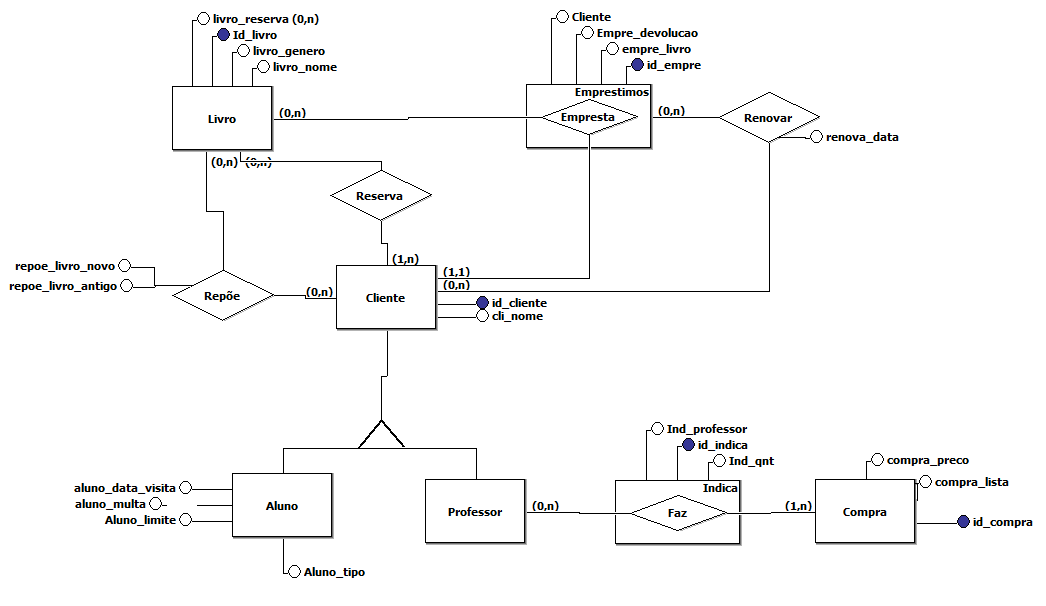 livro_reserva (0,n)
Id_livro
livro_genero
livro_nome
Cliente
Empre_devolucao
empre_livro
id_empre
Livro
(0,n)
Emprestimos
Empresta
(0,n)
Renovar
renova_data
(0,n)
(0,n)
Reserva
(1,n)
repoe_livro_novo
repoe_livro_antigo
Repõe
(0,n)
Cliente
(1,1)
(0,n)
id_cliente
cli_nome
aluno_data_visita
aluno_multa
Aluno_limite
Aluno
Aluno_tipo
Professor
(0,n)
Ind_professor
id_indica
Ind_qnt
Indica
Faz
(1,n)
Compra
compra_preco
compra_lista
id_compra